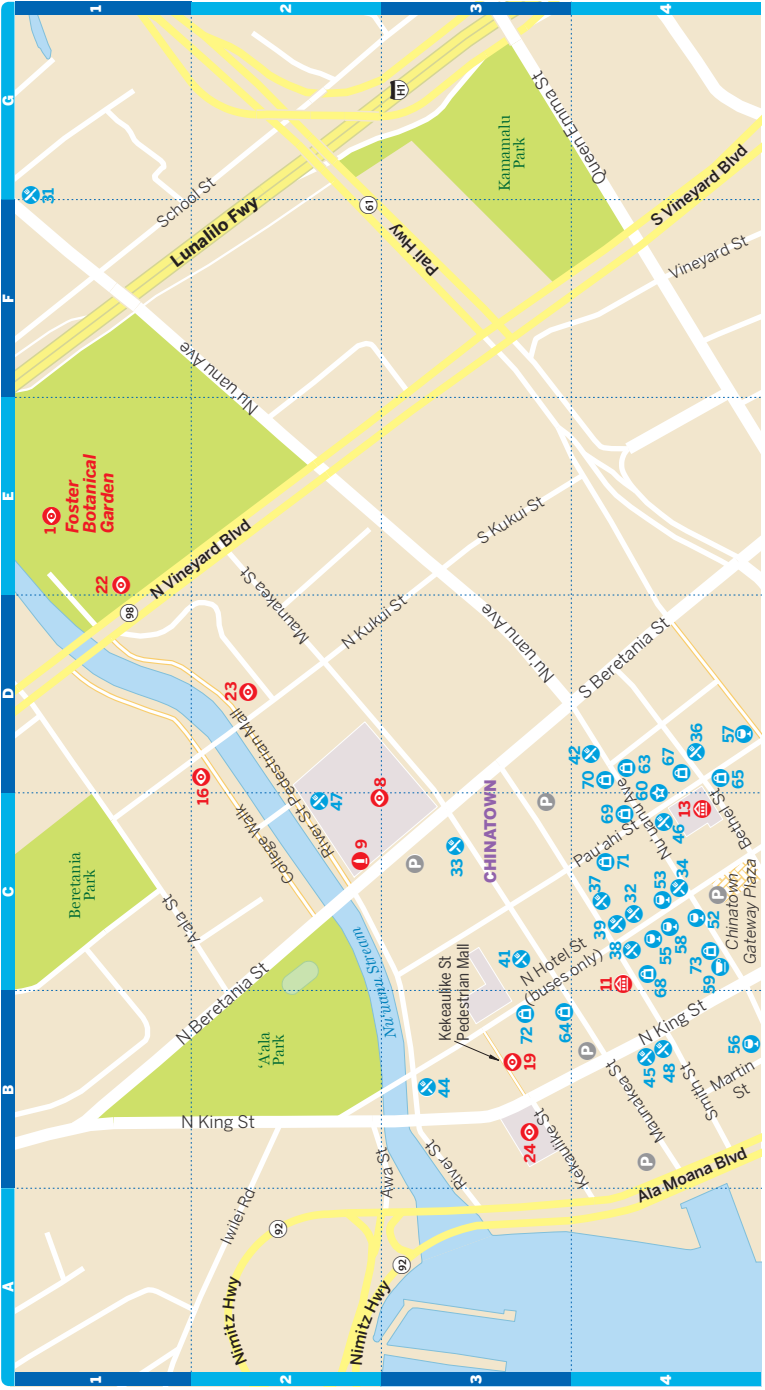 1
2
3
4
G
F
E
D
C
B
A
31
School St
Lunalilo Fwy
H1
61
Pali Hwy
Kamamalu
Park
Queen Emma St
S Vineyard Blvd
Vineyard St
Nu'uanu Ave
1
Foster
Botanical
Garden
22
N Vineyard Blvd
98
Maunakea St
N Kukui St
S Kukui St
Nu'uanu Ave
S Beretania St
23
River St Pedestrian Mall
16
College Walk
47
8
9
Beretania
Park
'A'ala St
N Beretania St
'A'ala
Park
Nu'uanu Stream
33
CHINATOWN
P
P
42
70
63
67
36
57
60
65
69
13
46
Nu'uanu Ave
Bethel St
Pau'ahi St
71
37
32
53
34
P
39
38
55
58
52
73
59
Chinatown
Gateway Plaza
41
N Hotel St
(buses only)
11
68
Kekeaulike St
Pedestrian Mall
72
64
19
44
N King St
N King St
P
45
48
56
Martin
St
Smith St
Maunakea St
24
Kekaulike St
P
River St
Awa St
Ala Moana Blvd
Iwilei Rd
92
Nimitz Hwy
Nimitz Hwy
92
A
B
C
D
E
F
G
1
2
3
4